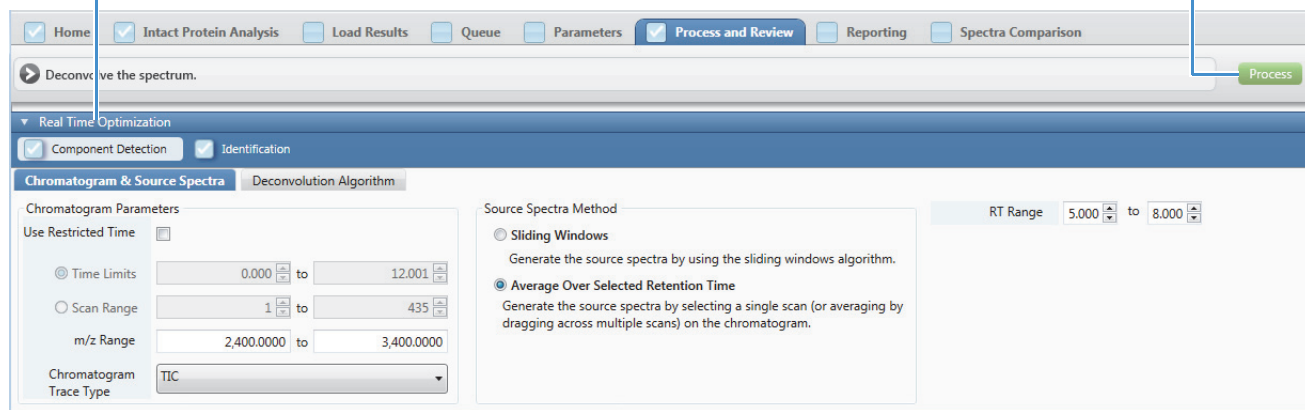 Home Intact Protein Analysis Load Results Queue Parameters Process and Review Reporting Spectra Comparison
Deconvolve the spectrum. Process
Real Time Optimization
Component Detection Identification
Chromatogram & Source Spectra Deconvolution Algorithm
Chromatogram Parameters
Use Restricted Time
Time Limits 0.000 to 12.001
Scan Range 1 to 435
m/z Range 2,400.0000 to 3,400.0000
Chromatogram
Trace Type TIC
Source Spectra Method
Sliding Windows
Generate the source spectra by using the sliding windows algorithm.
Average Over Selected Retention Time
Generate the source spectra by selecting a single scan (or averaging by
dragging across multiple scans) on the chromatogram.
RT Range 5.000 to 8.000